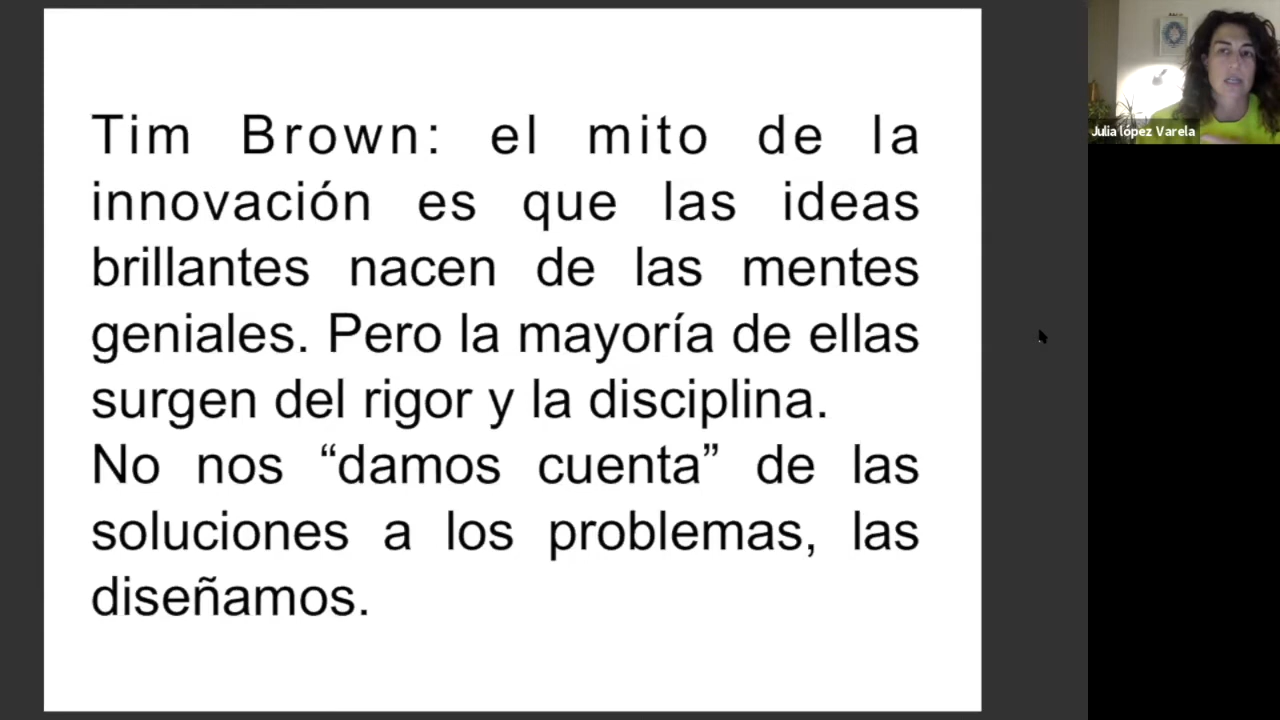 Tim Brown: el mito de la
innovación es que las ideas
brillantes nacen de las mentes
geniales. Pero la mayoría de ellas
surgen del rigor y la disciplina.
No nos “damos cuenta” de las
soluciones a los problemas, las
diseñamos.
Julia lópez Varela